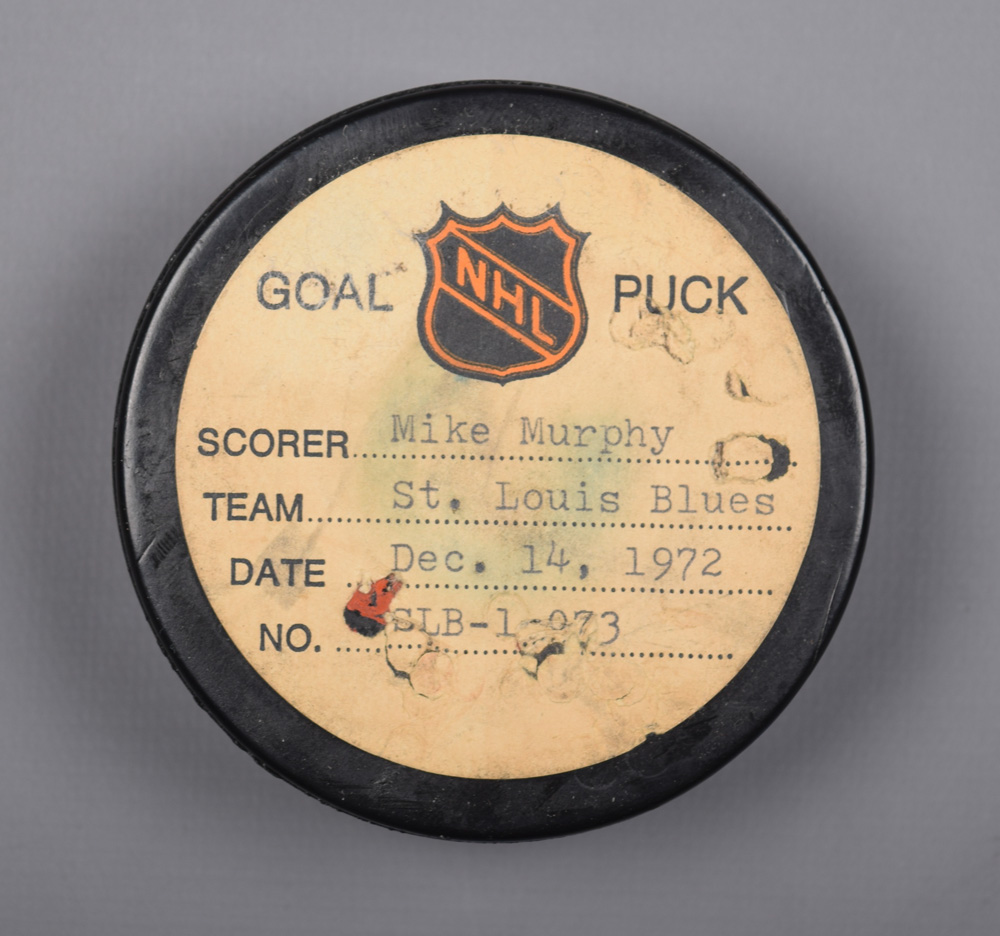 GOAL NHL PUCK
SCORER Mike Murphy
TEAM St. Louis Blues
DATE Dec. 14, 1972
NO. SLB-1-073